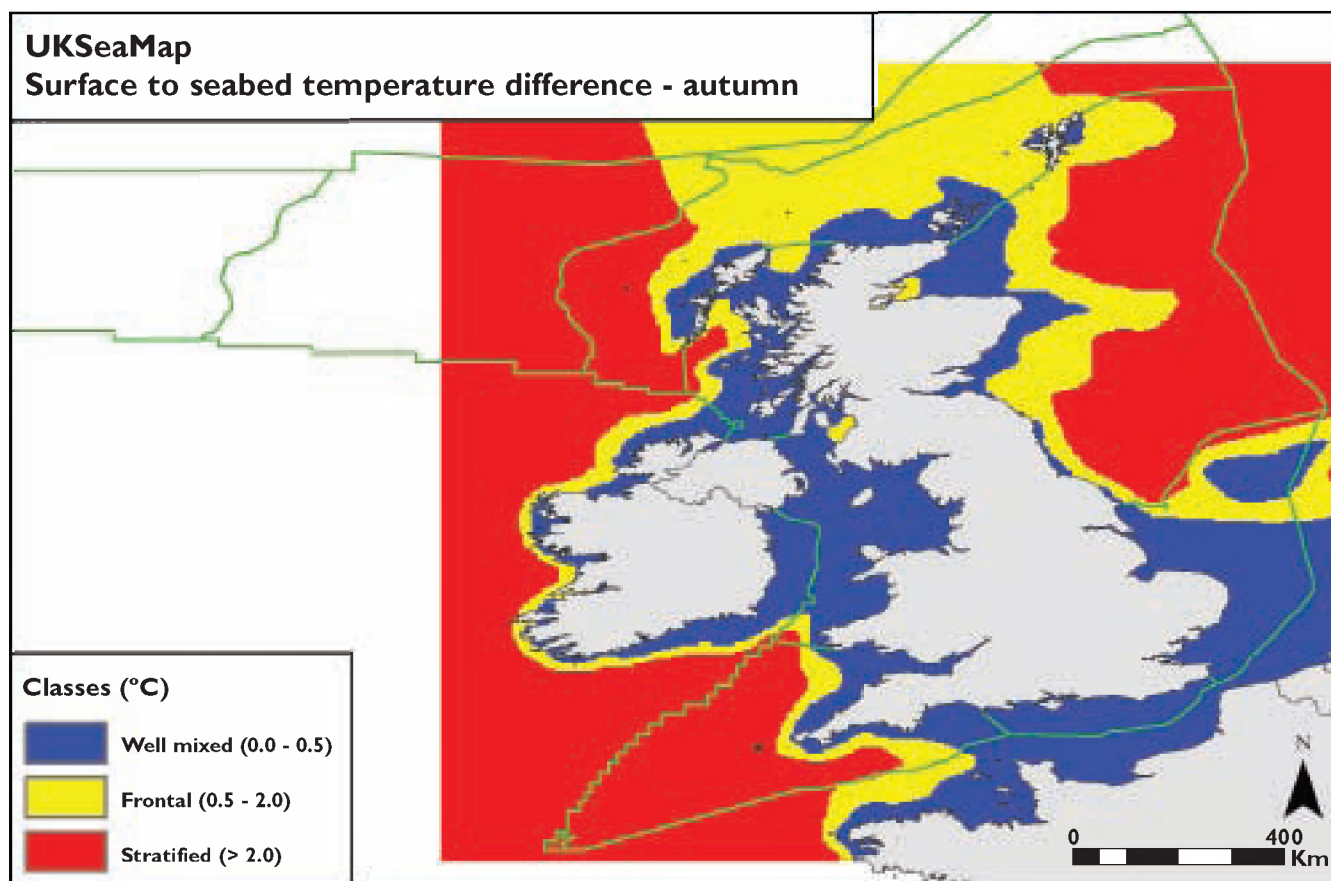 UKSeaMap
Surface to seabed temperature difference - autumn
Classes (ºC)
Well mixed (0.0 - 0.5)
Frontal (0.5 - 2.0)
Stratified (> 2.0)
N
0 400
Km